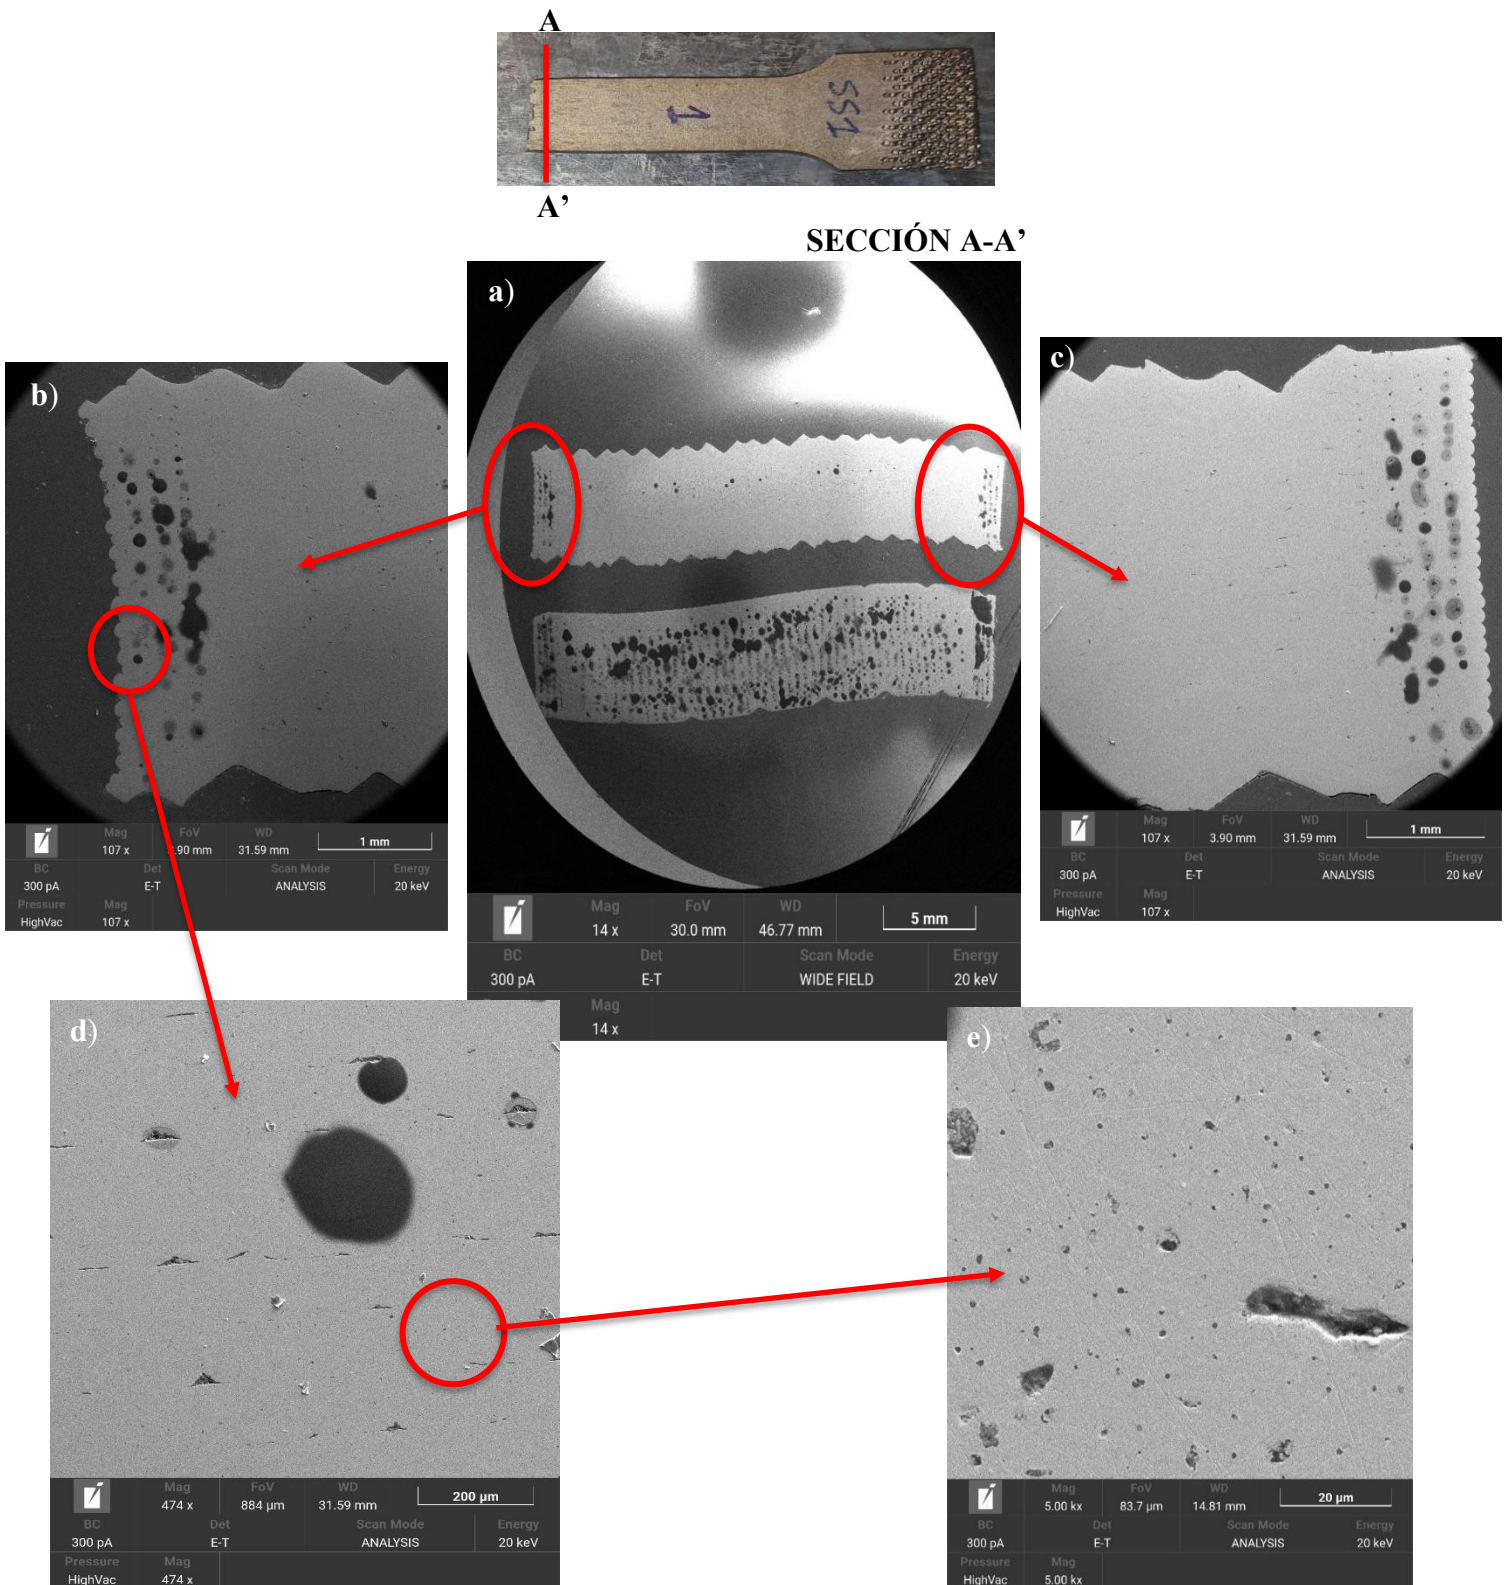 A
1
SS1
A’
SECCIÓN A-A’
a)
b)
c)
Mag FoV WD
107 x 3.90 mm 31.59 mm 1 mm
BC Det Scan Mode Energy
300 pA E-T ANALYSIS 20 keV
Pressure Mag
HighVac 107 x
Mag FoV WD
14 x 30.0 mm 46.77 mm 5 mm
BC Det Scan Mode Energy
300 pA E-T WIDE FIELD 20 keV
Mag
14 x
Mag FoV WD
107 x 3.90 mm 31.59 mm 1 mm
BC Det Scan Mode Energy
300 pA E-T ANALYSIS 20 keV
Pressure Mag
HighVac 107 x
d)
e)
Mag FoV WD
474 x 884 µm 31.59 mm 200 µm
BC Det Scan Mode Energy
300 pA E-T ANALYSIS 20 keV
Pressure Mag
HighVac 474 x
Mag FoV WD
5.00 kx 83.7 µm 14.81 mm 20 µm
BC Det Scan Mode Energy
300 pA E-T ANALYSIS 20 keV
Pressure Mag
HighVac 5.00 kx